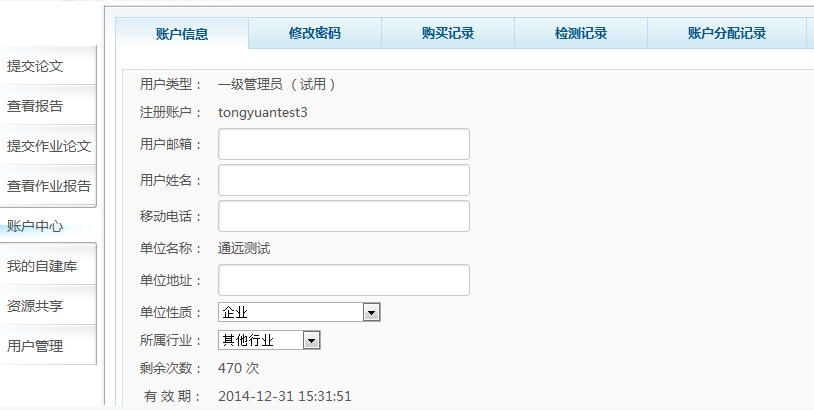 账户信息 修改密码 购买记录 检测记录 账户分配记录
提交论文
查看报告
提交作业论文
查看作业报告
账户中心
我的自建库
资源共享
用户管理
用户类型： 一级管理员 （试用）
注册账户： tongyuantest3
用户邮箱：
用户姓名：
移动电话：
单位名称： 通远测试
单位地址：
单位性质： 企业
所属行业： 其他行业
剩余次数： 470 次
有 效 期： 2014-12-31 15:31:51